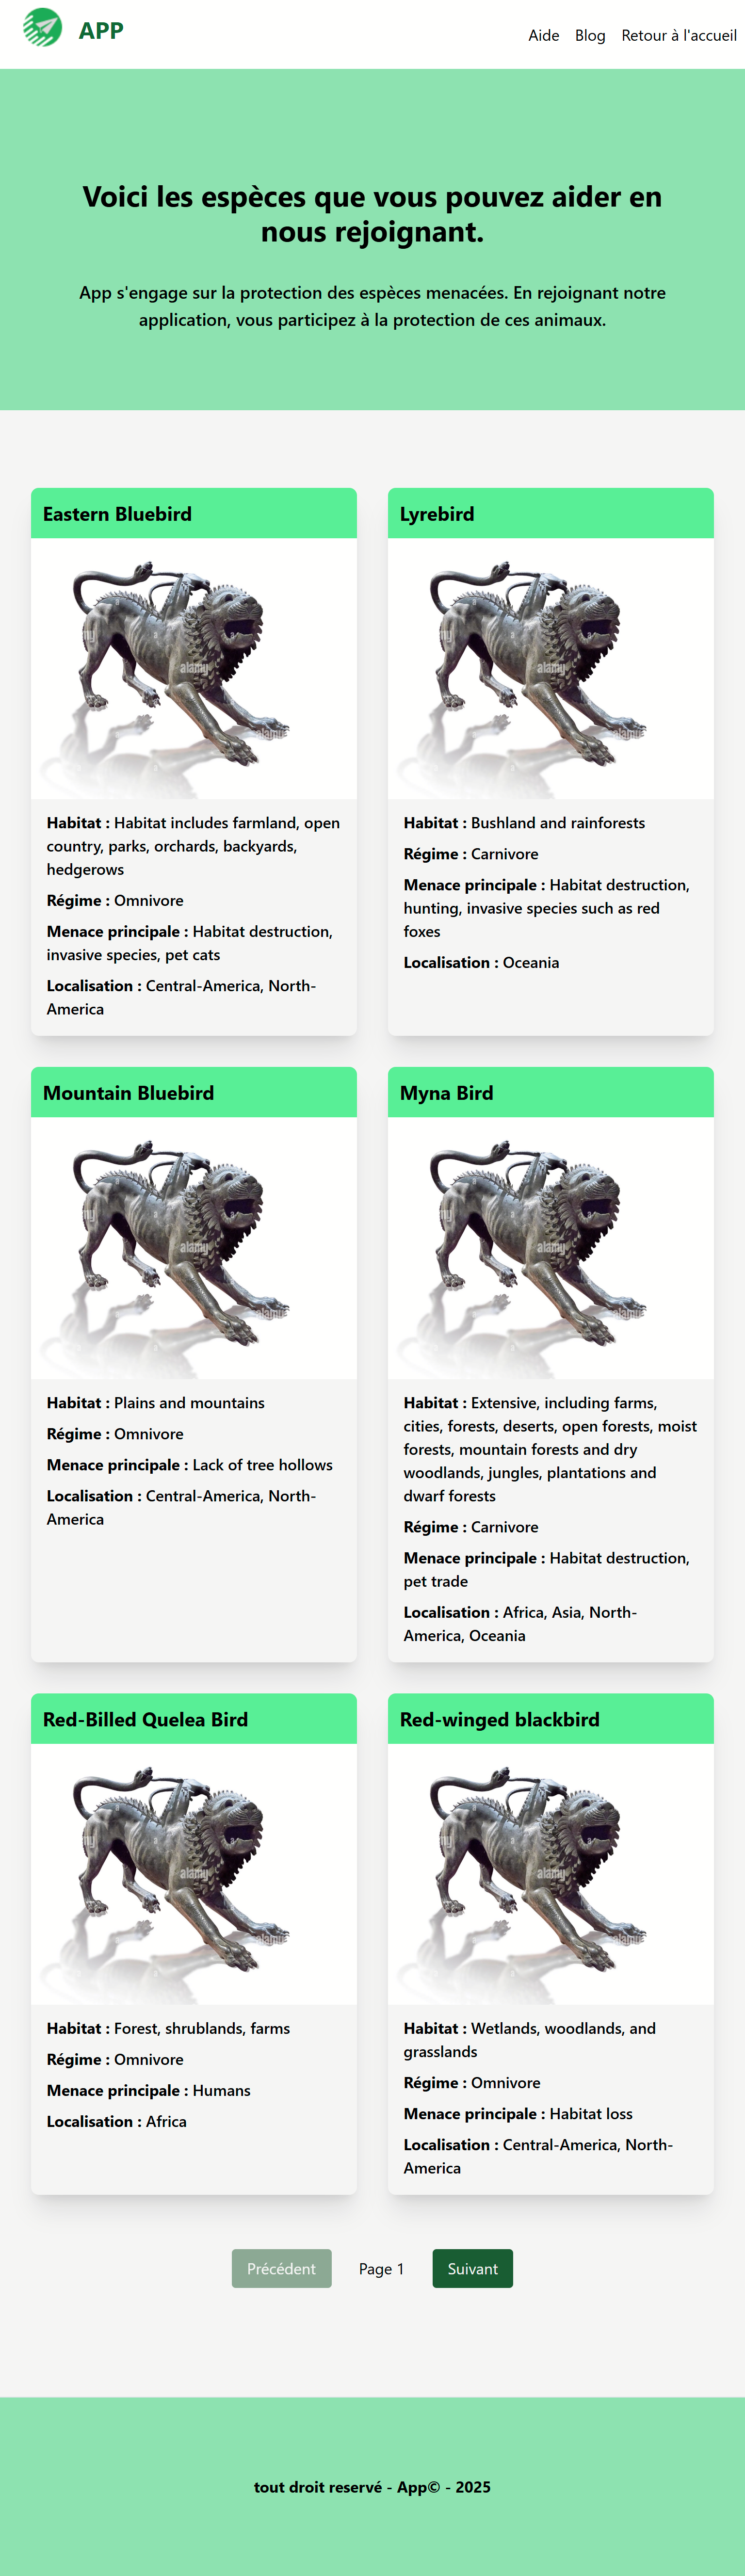 APP
Aide Blog Retour à l'accueil
Voici les espèces que vous pouvez aider en
nous rejoignant.
App s'engage sur la protection des espèces menacées. En rejoignant notre
application, vous participez à la protection de ces animaux.
Eastern Bluebird
alamy
Habitat : Habitat includes farmland, open
country, parks, orchards, backyards,
hedgerows
Régime : Omnivore
Menace principale : Habitat destruction,
invasive species, pet cats
Localisation : Central-America, North-
America
Lyrebird
alamy
Habitat : Bushland and rainforests
Régime : Carnivore
Menace principale : Habitat destruction,
hunting, invasive species such as red
foxes
Localisation : Oceania
Mountain Bluebird
alamy
Habitat : Plains and mountains
Régime : Omnivore
Menace principale : Lack of tree hollows
Localisation : Central-America, North-
America
Myna Bird
alamy
Habitat : Extensive, including farms,
cities, forests, deserts, open forests, moist
forests, mountain forests and dry
woodlands, jungles, plantations and
dwarf forests
Régime : Carnivore
Menace principale : Habitat destruction,
pet trade
Localisation : Africa, Asia, North-
America, Oceania
Red-Billed Quelea Bird
alamy
Habitat : Forest, shrublands, farms
Régime : Omnivore
Menace principale : Humans
Localisation : Africa
Red-winged blackbird
alamy
Habitat : Wetlands, woodlands, and
grasslands
Régime : Omnivore
Menace principale : Habitat loss
Localisation : Central-America, North-
America
Précédent Page 1 Suivant
tout droit reservé - App© - 2025